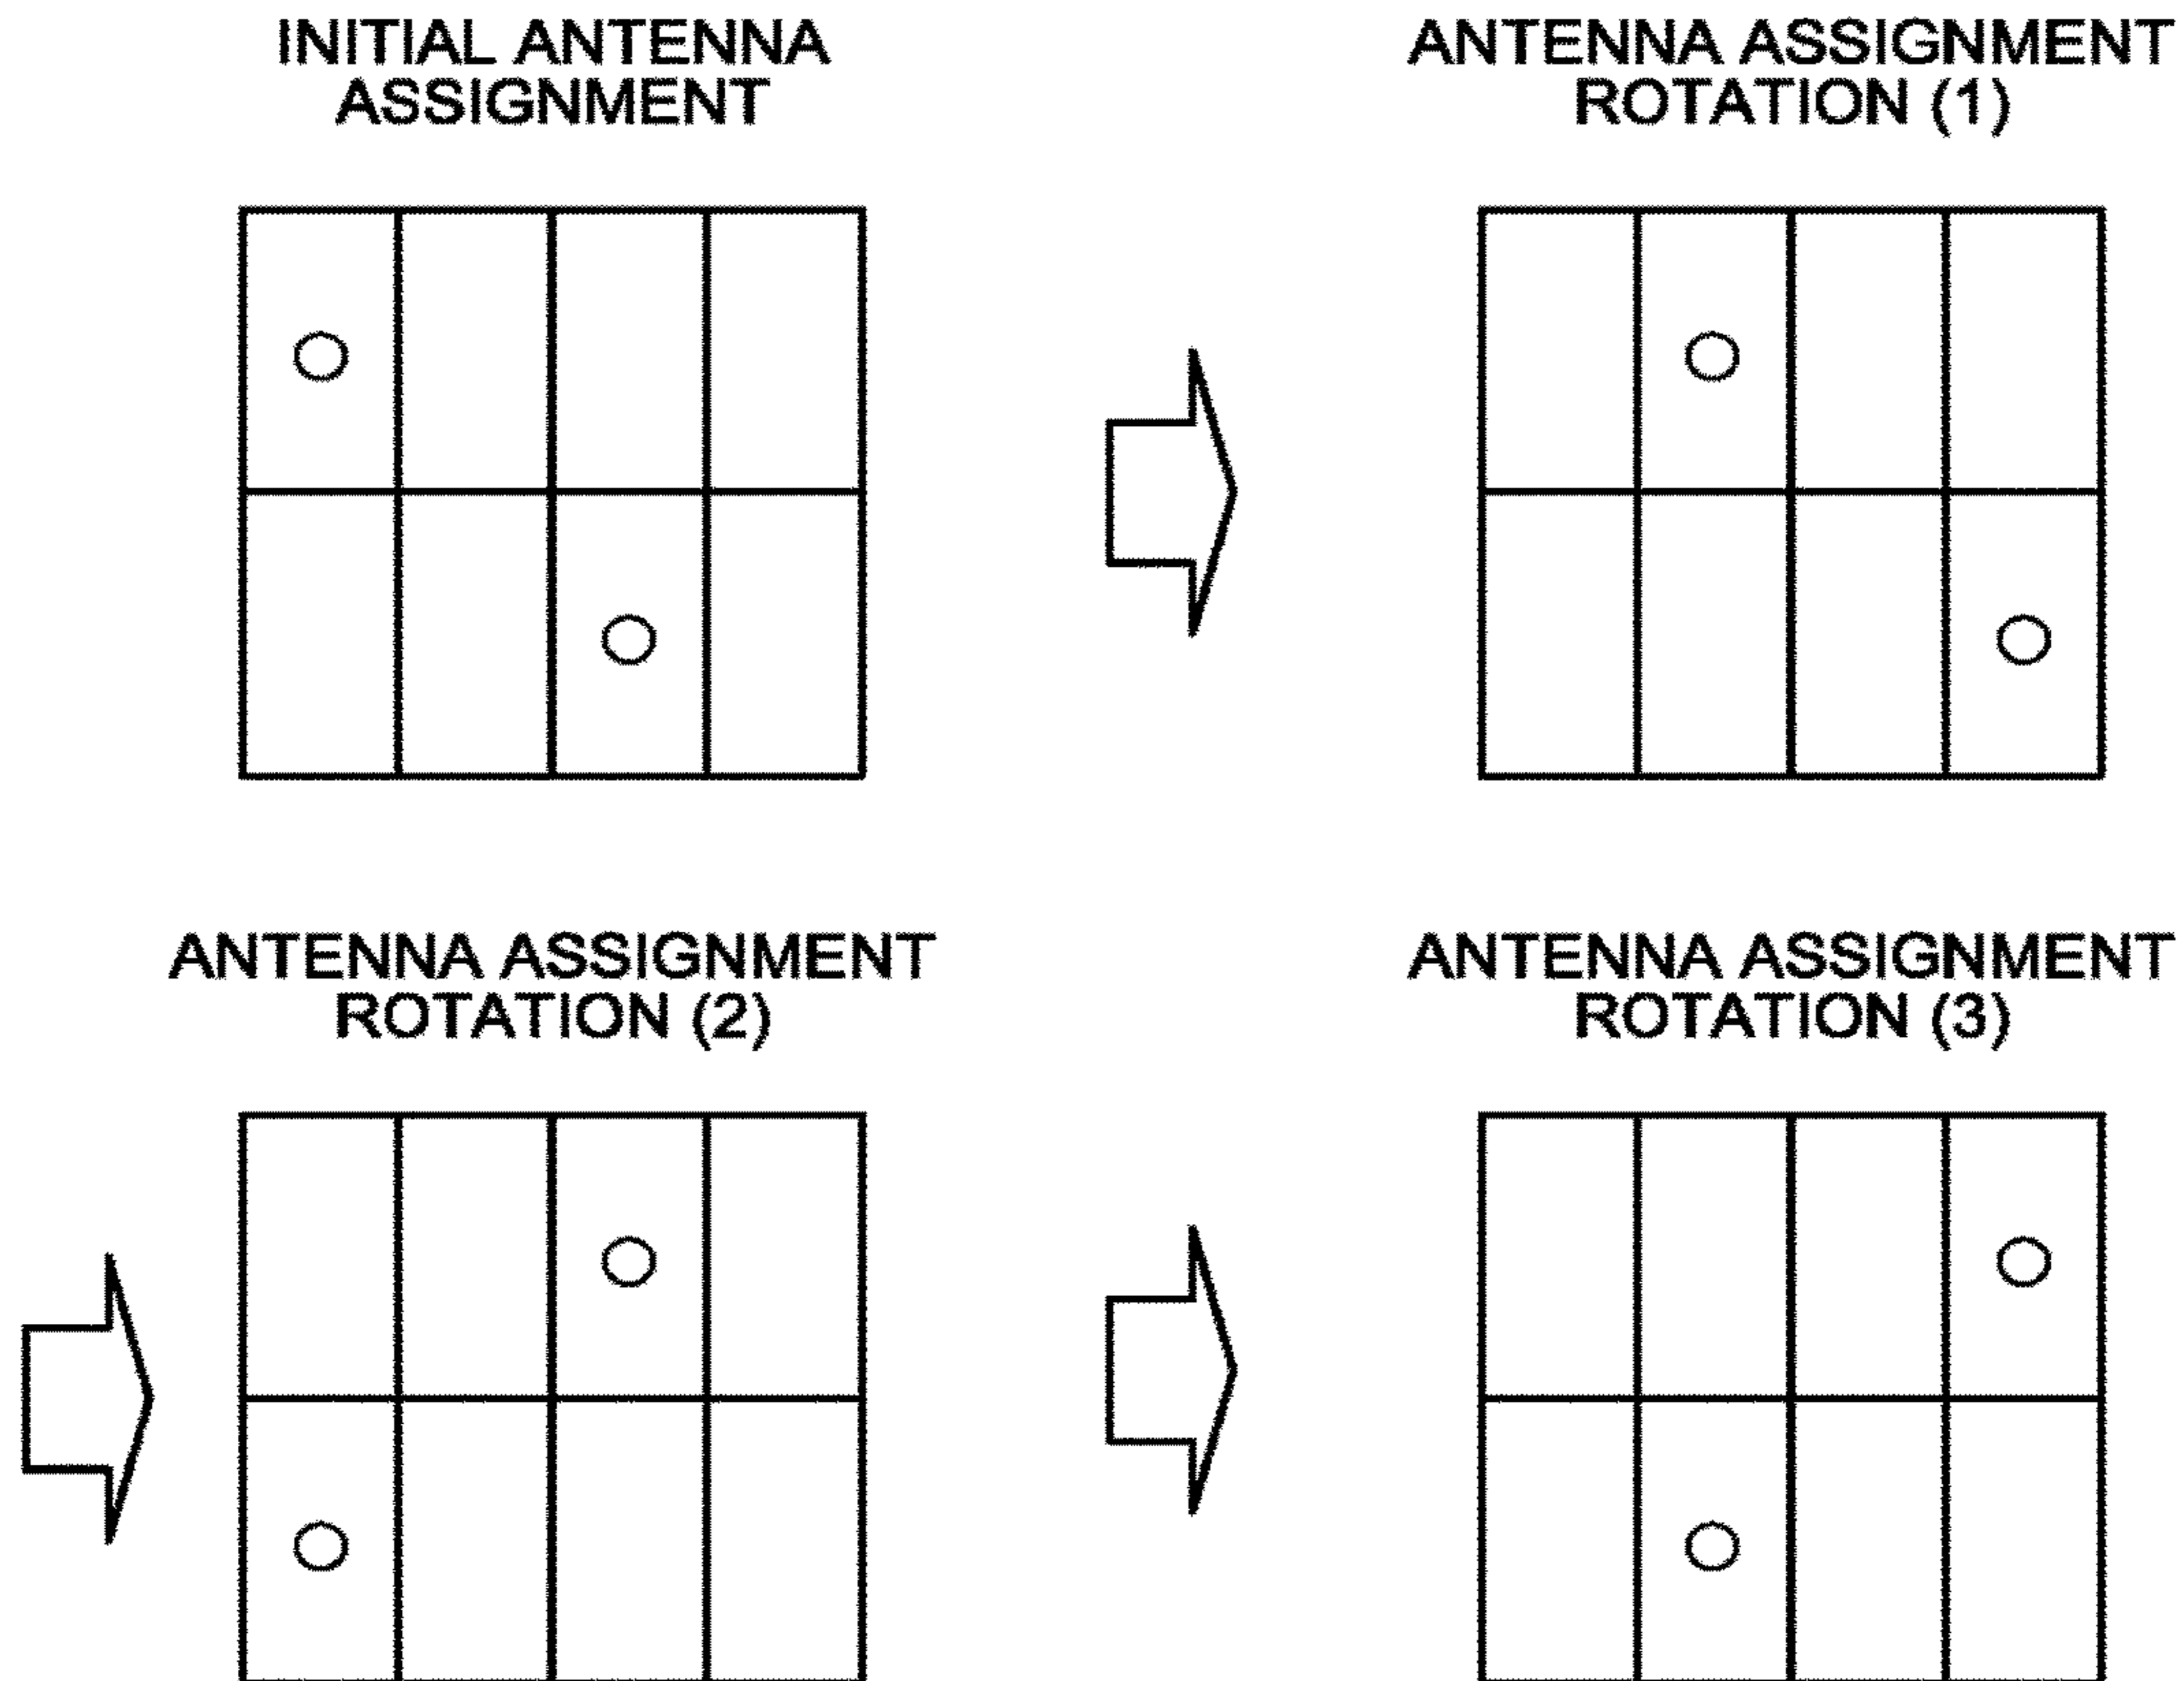 INITIAL ANTENNA
ASSIGNMENT
ANTENNA ASSIGNMENT
ROTATION (1)
ANTENNA ASSIGNMENT
ROTATION (2)
ANTENNA ASSIGNMENT
ROTATION (3)